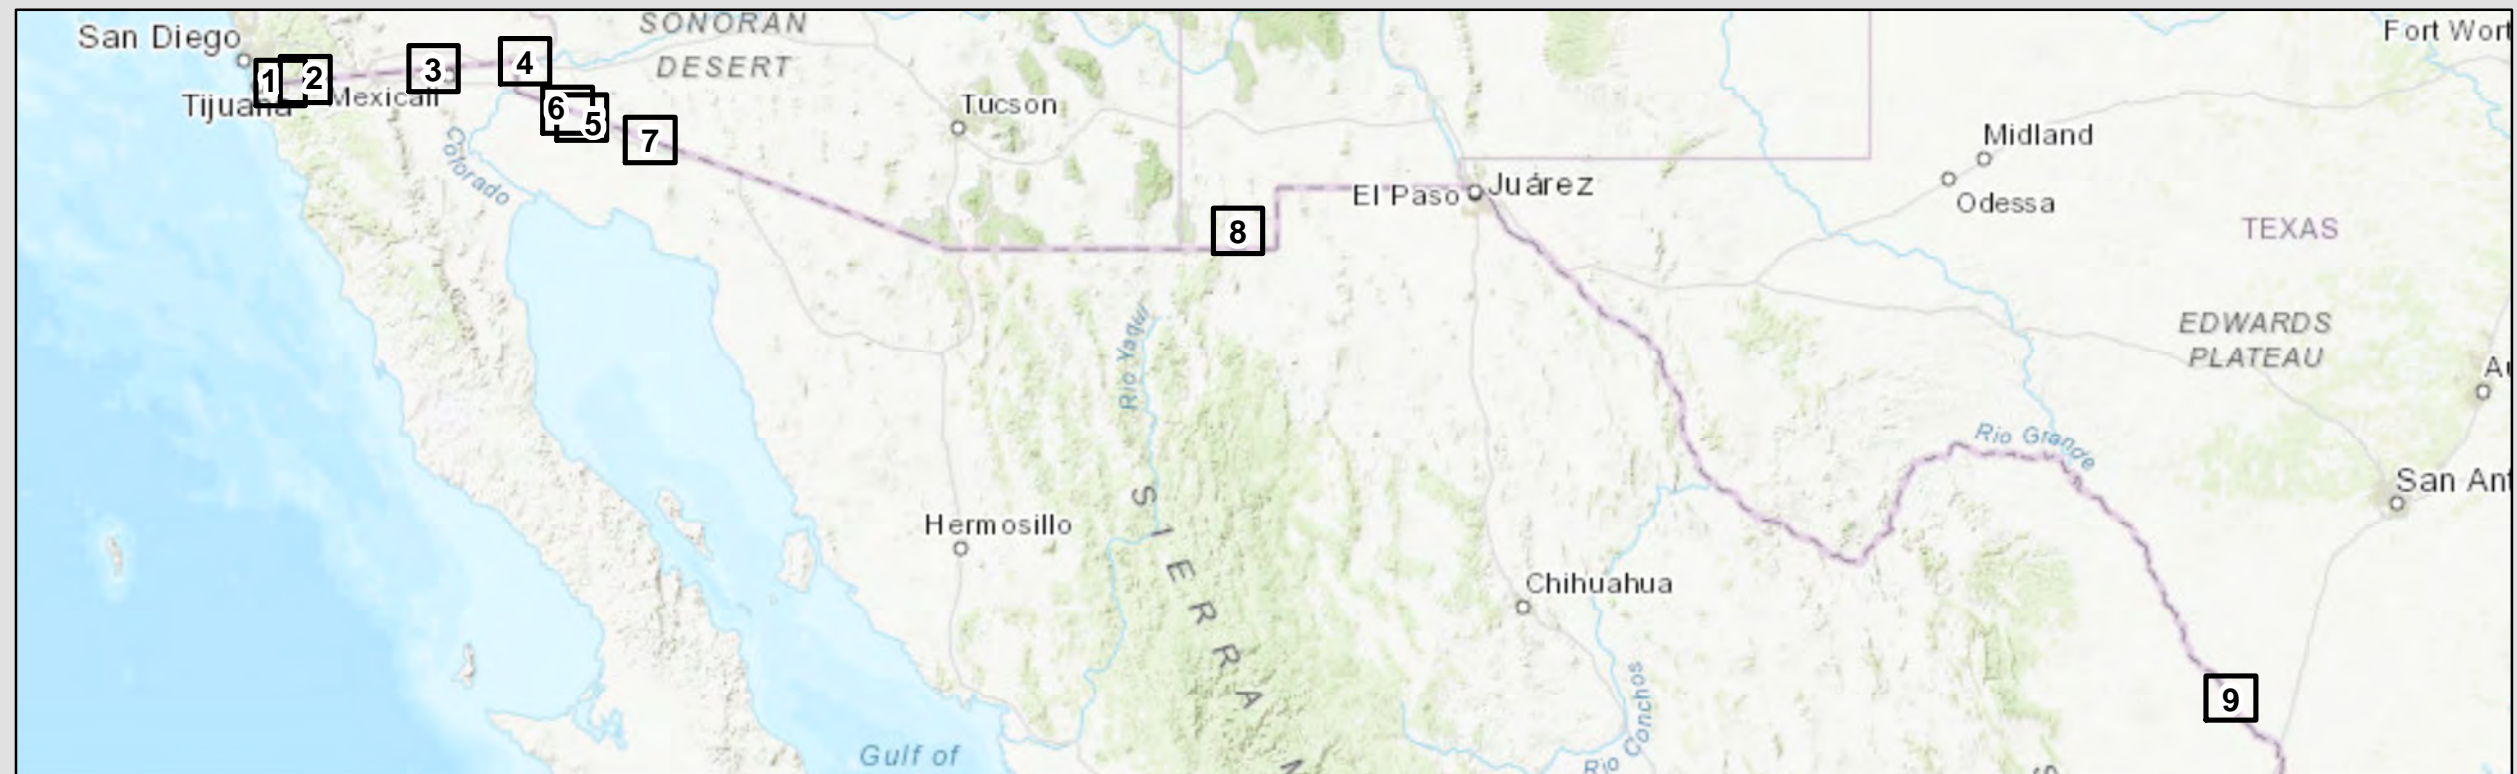 SONORAN
DESERT
San Diego
Fort Wort
1
2
3
4
Tijuana
Mexicali
6
5
7
Tucson
Midland
Colorado
El Paso
Juárez
Odessa
8
TEXAS
Rio Yaqui
EDWARDS
PLATEAU
Rio Grande
San Ant
Hermosillo
SIERRA
Chihuahua
Rio Conchos
9
Gulf of